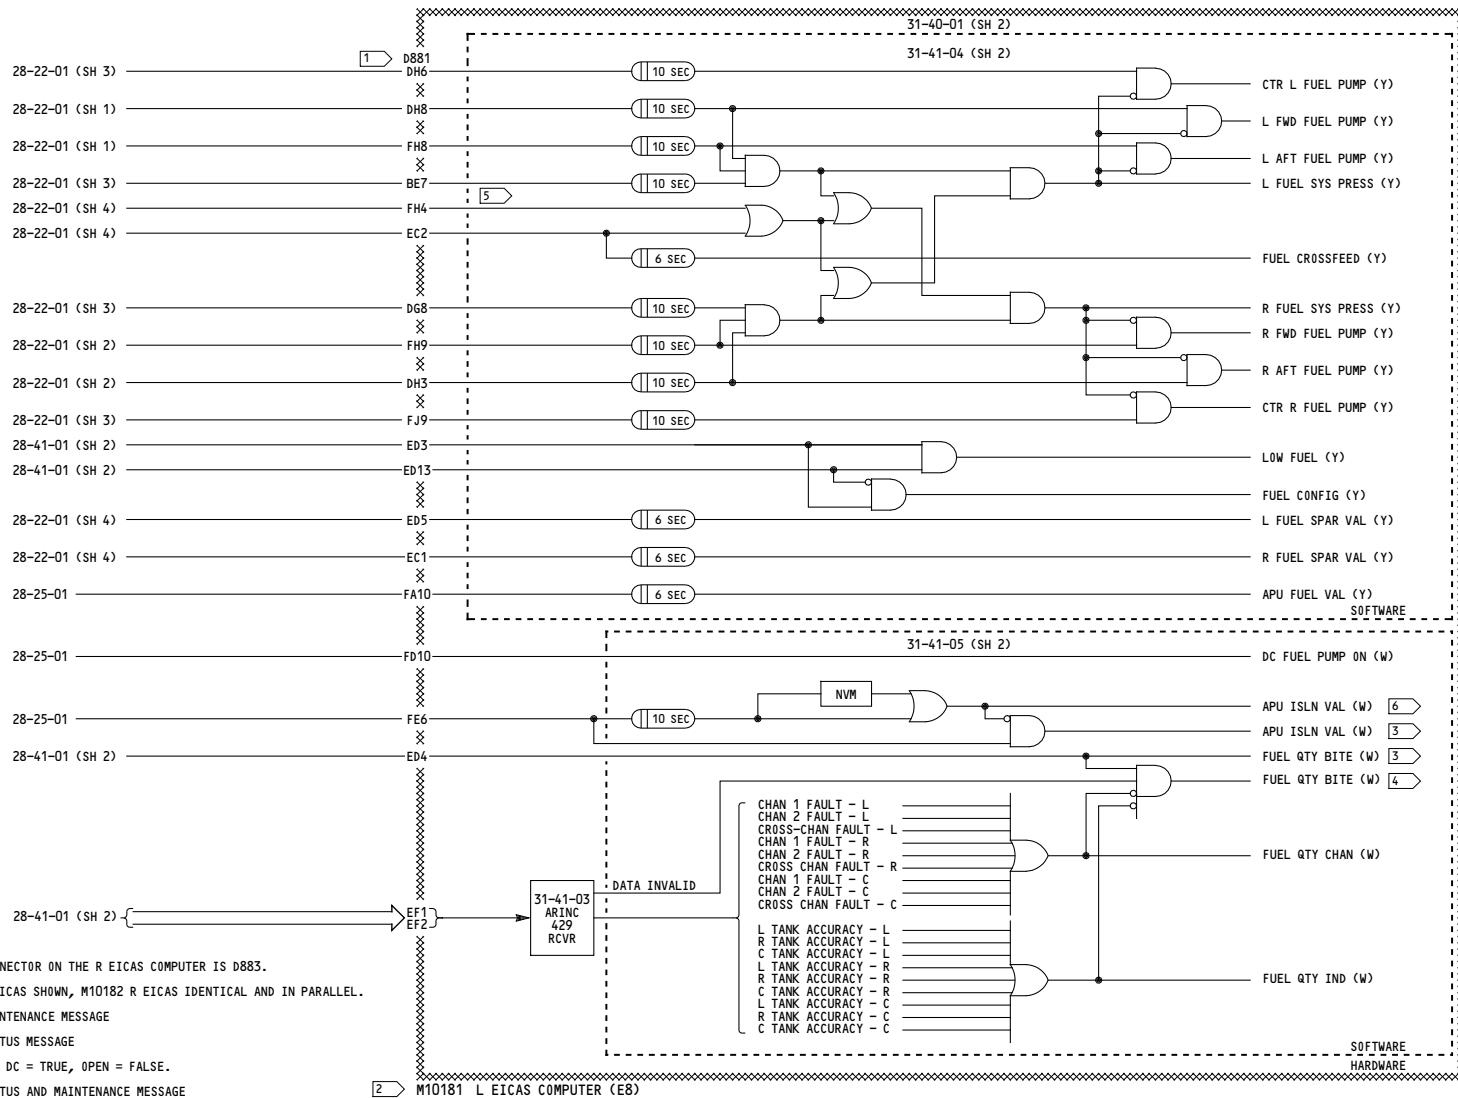 31-40-01 (SH 2)
31-41-04 (SH 2)
1 D881
28-22-01 (SH 3) DH6 10 SEC CTR L FUEL PUMP (Y)
28-22-01 (SH 1) DH8 10 SEC L FWD FUEL PUMP (Y)
28-22-01 (SH 1) FH8 10 SEC L AFT FUEL PUMP (Y)
28-22-01 (SH 3) BE7 10 SEC L FUEL SYS PRESS (Y)
5
28-22-01 (SH 4) FH4
28-22-01 (SH 4) EC2
6 SEC FUEL CROSSFEED (Y)
28-22-01 (SH 3) DG8 10 SEC R FUEL SYS PRESS (Y)
R FWD FUEL PUMP (Y)
28-22-01 (SH 2) FH9 10 SEC
R AFT FUEL PUMP (Y)
28-22-01 (SH 2) DH3 10 SEC
CTR R FUEL PUMP (Y)
28-22-01 (SH 3) FJ9 10 SEC
28-41-01 (SH 2) ED3
LOW FUEL (Y)
28-41-01 (SH 2) ED13
FUEL CONFIG (Y)
28-22-01 (SH 4) ED5 6 SEC L FUEL SPAR VAL (Y)
28-22-01 (SH 4) EC1 6 SEC R FUEL SPAR VAL (Y)
28-25-01 FA10 6 SEC APU FUEL VAL (Y)
SOFTWARE
31-41-05 (SH 2)
28-25-01 FD10 DC FUEL PUMP ON (W)
NVM
APU ISLN VAL (W) 6
28-25-01 FE6 10 SEC
APU ISLN VAL (W) 3
28-41-01 (SH 2) ED4 FUEL QTY BITE (W) 3
FUEL QTY BITE (W) 4
CHAN 1 FAULT - L
CHAN 2 FAULT - L
CROSS-CHAN FAULT - L
CHAN 1 FAULT - R
CHAN 2 FAULT - R
FUEL QTY CHAN (W)
CROSS CHAN FAULT - R
CHAN 1 FAULT - C
CHAN 2 FAULT - C
CROSS CHAN FAULT - C
DATA INVALID
28-41-01 (SH 2)
EF1
EF2
31-41-03
ARINC
429
RCVR
L TANK ACCURACY - L
R TANK ACCURACY - L
C TANK ACCURACY - L
L TANK ACCURACY - R
R TANK ACCURACY - R
FUEL QTY IND (W)
C TANK ACCURACY - R
L TANK ACCURACY - C
R TANK ACCURACY - C
C TANK ACCURACY - C
NECTOR ON THE R EICAS COMPUTER IS D883.
ICAS SHOWN, M10182 R EICAS IDENTICAL AND IN PARALLEL.
NTENANCE MESSAGE
TUS MESSAGE
DC = TRUE, OPEN = FALSE.
TUS AND MAINTENANCE MESSAGE
SOFTWARE
HARDWARE
2 M10181 L EICAS COMPUTER (E8)